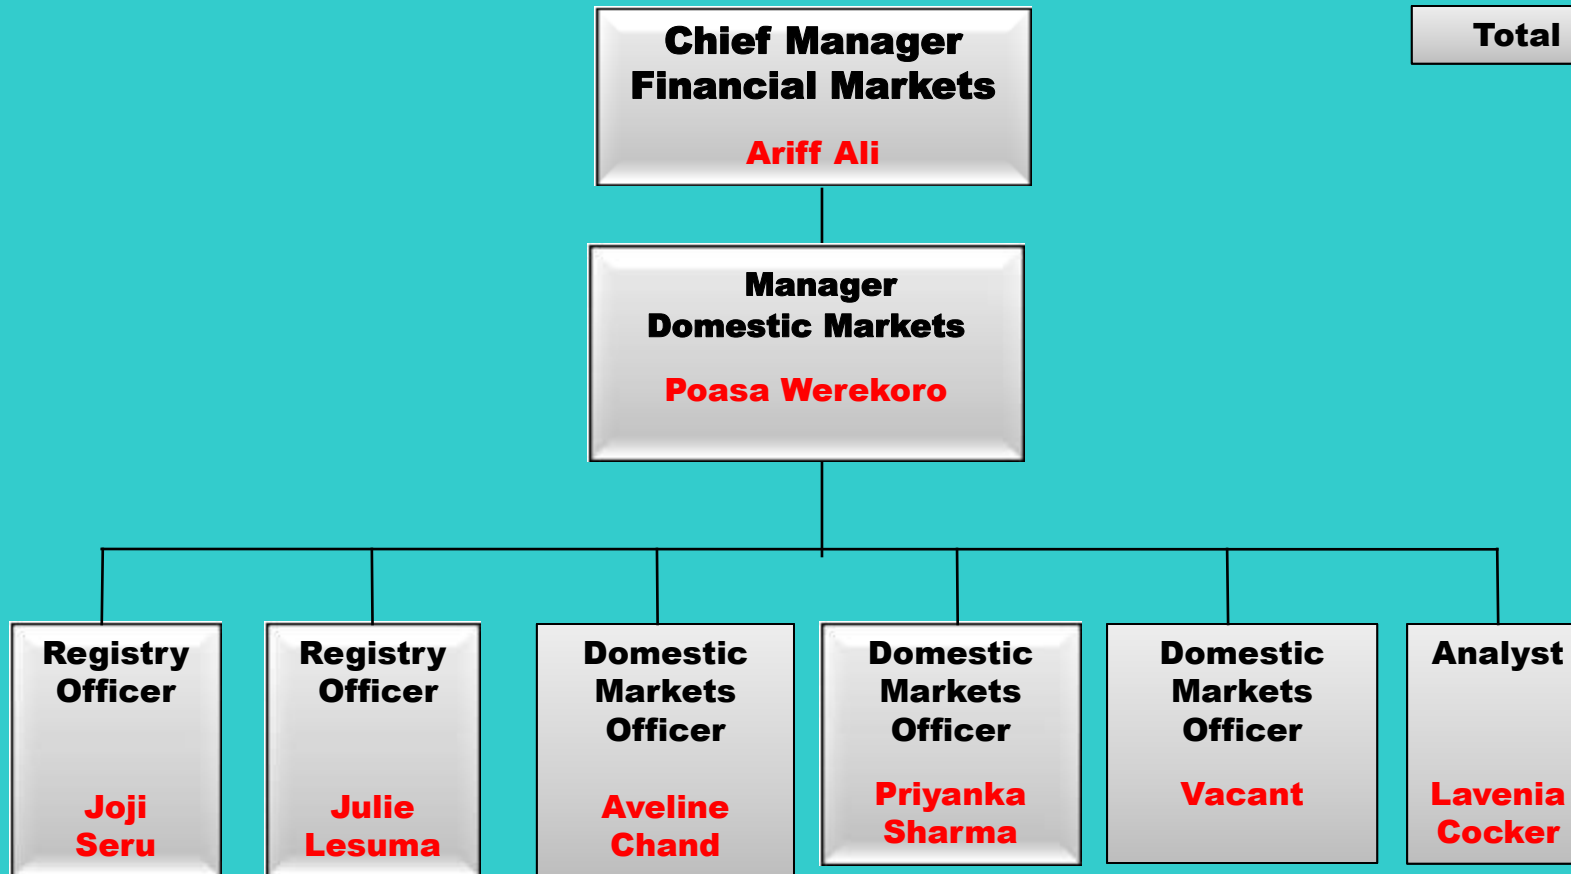 Total
Chief Manager
Financial Markets
Ariff Ali
Manager
Domestic Markets
Poasa Werekoro
Registry
Officer
Joji
Seru
Registry
Officer
Julie
Lesuma
Domestic
Markets
Officer
Aveline
Chand
Domestic
Markets
Officer
Priyanka
Sharma
Domestic
Markets
Officer
Vacant
Analyst
Lavenia
Cocker